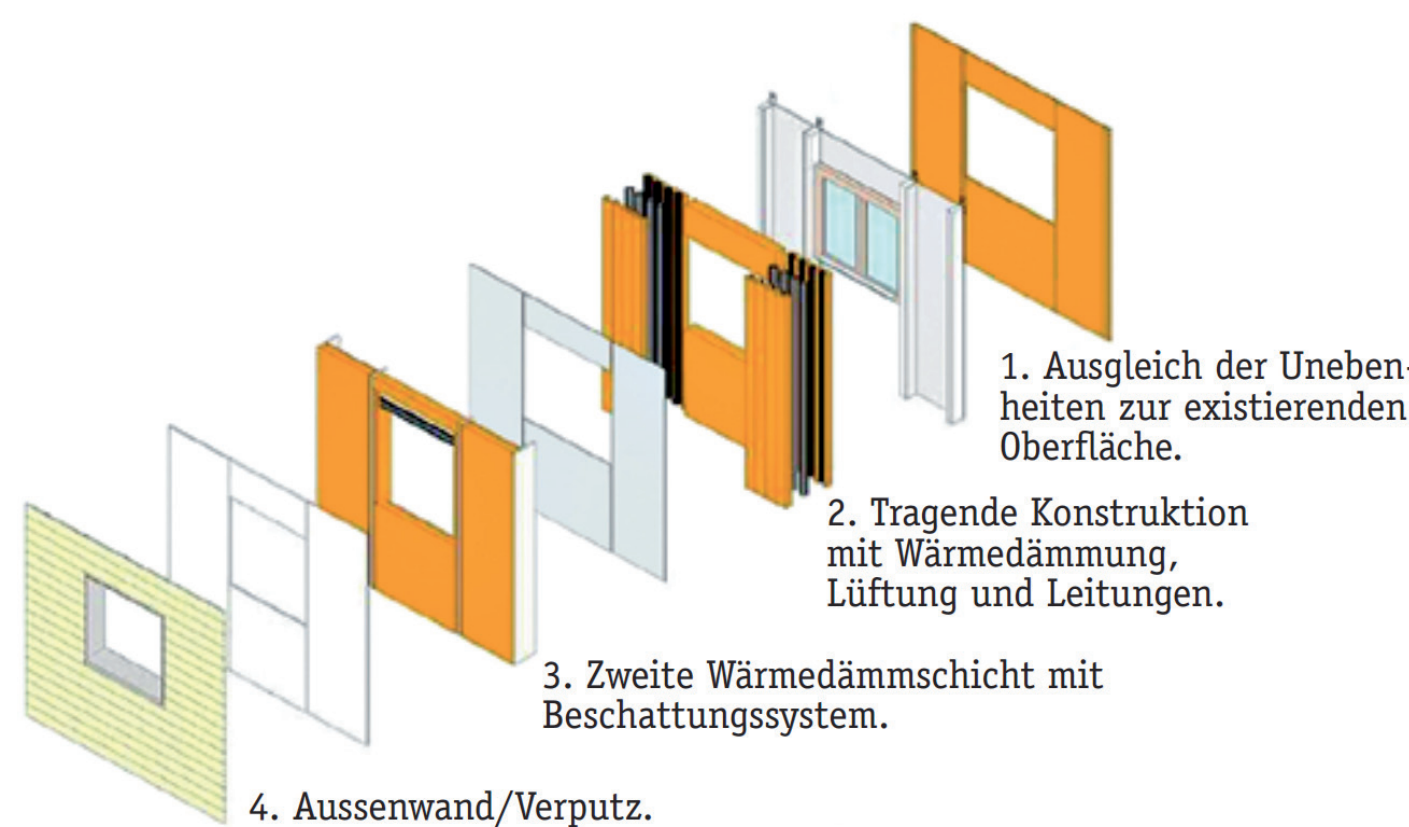 1. Ausgleich der Uneben-
heiten zur existierenden
Oberfläche.
2. Tragende Konstruktion
mit Wärmedämmung,
Lüftung und Leitungen.
3. Zweite Wärmedämmschicht mit
Beschattungssystem.
4. Aussenwand/Verputz.